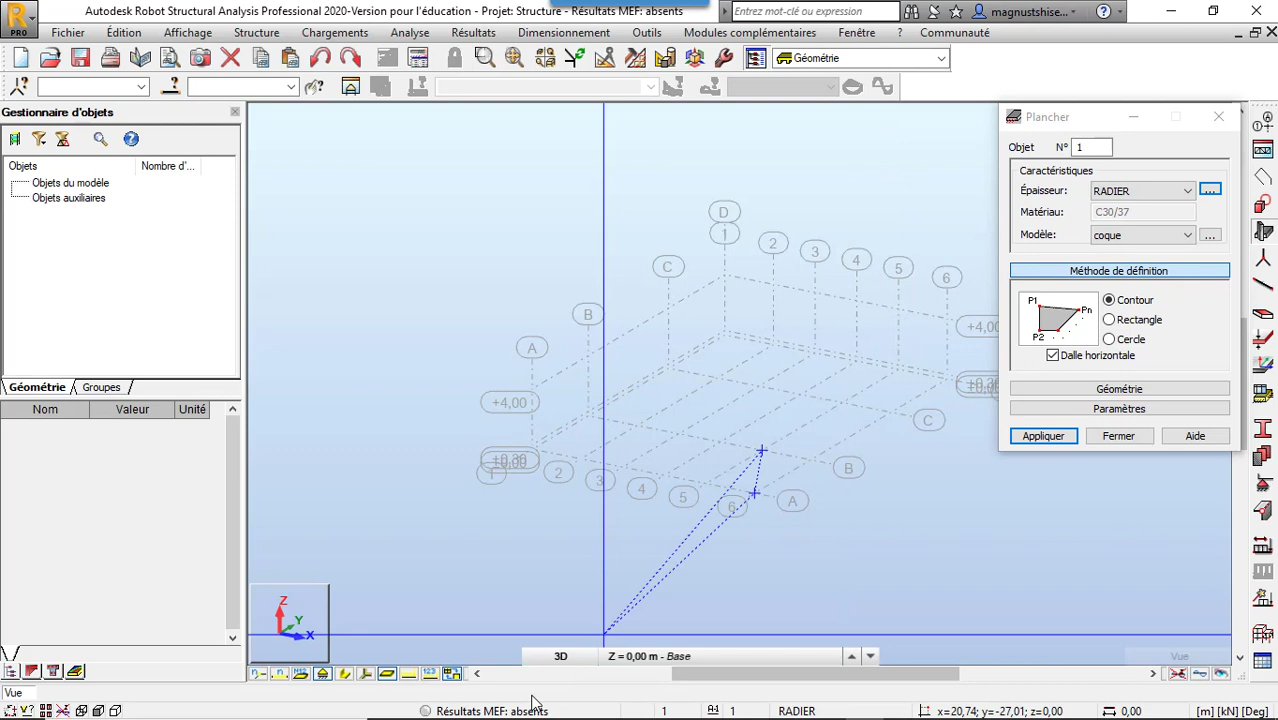 Autodesk Robot Structural Analysis Professional 2020-Version pour l'éducation - Projet: Structure - Résultats MEF: absents
Entrez mot-clé ou expression
magnustshise...
PRO
Fichier Édition Affichage Structure Chargements Analyse Résultats Dimensionnement Outils Modules complémentaires Fenêtre ? Communauté
Géométrie
Gestionnaire d'objets
Objets Nombre d'...
Objets du modèle
Objets auxiliaires
Géométrie Groupes
Nom Valeur Unité
D
1 2 3 4 5 6
C
B
A
+4,00
+4,00
C
B
A
1 2 3 4 5 6
Z
Y
X
3D Z = 0,00 m - Base
Vue
Plancher
Objet N° 1
Caractéristiques
Épaisseur: RADIER ...
Matériau: C30/37
Modèle: coque ...
Méthode de définition
P1 Pn P2
Contour
Rectangle
Cercle
Dalle horizontale
Géométrie
Paramètres
Appliquer Fermer Aide
Vue
Résultats MEF: absents 1 1 RADIER x=20,74; y=-27,01; z=0,00 0,00 [m] [kN] [Deg]